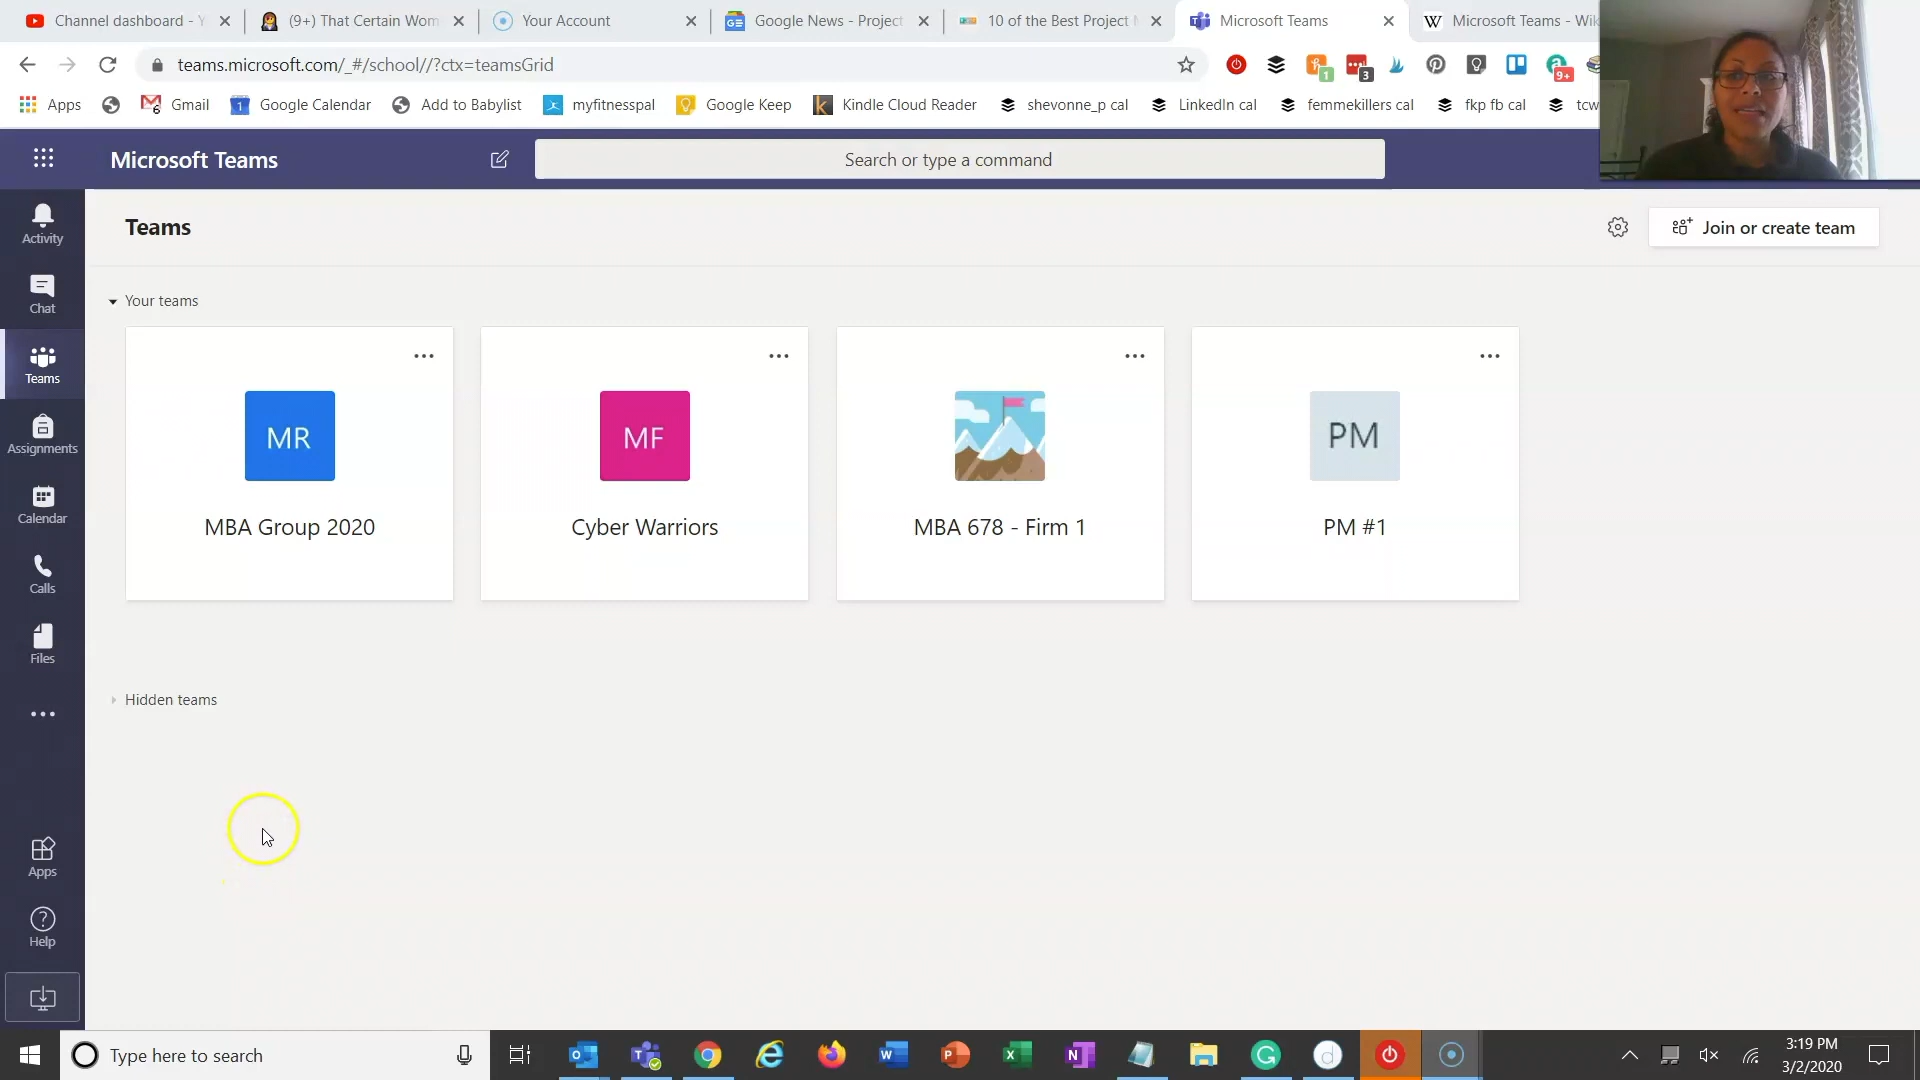 Channel dashboard - Y
(9+) That Certain Wom
Your Account
Google News - Project
10 of the Best Project M
Microsoft Teams
W Microsoft Teams - Wik
teams.microsoft.com/_#/school//?ctx=teamsGrid
1
3
9+
Apps
6 Gmail
1 Google Calendar
Add to Babylist
myfitnesspal
Google Keep
k Kindle Cloud Reader
shevonne_p cal
LinkedIn cal
femmekillers cal
fkp fb cal
tcw
Microsoft Teams
Search or type a command
Activity
Chat
Teams
Assignments
Calendar
Calls
Files
Apps
Help
Teams
Join or create team
Your teams
MR
MF
PM
MBA Group 2020
Cyber Warriors
MBA 678 - Firm 1
PM #1
Hidden teams
Type here to search
3:19 PM
3/2/2020